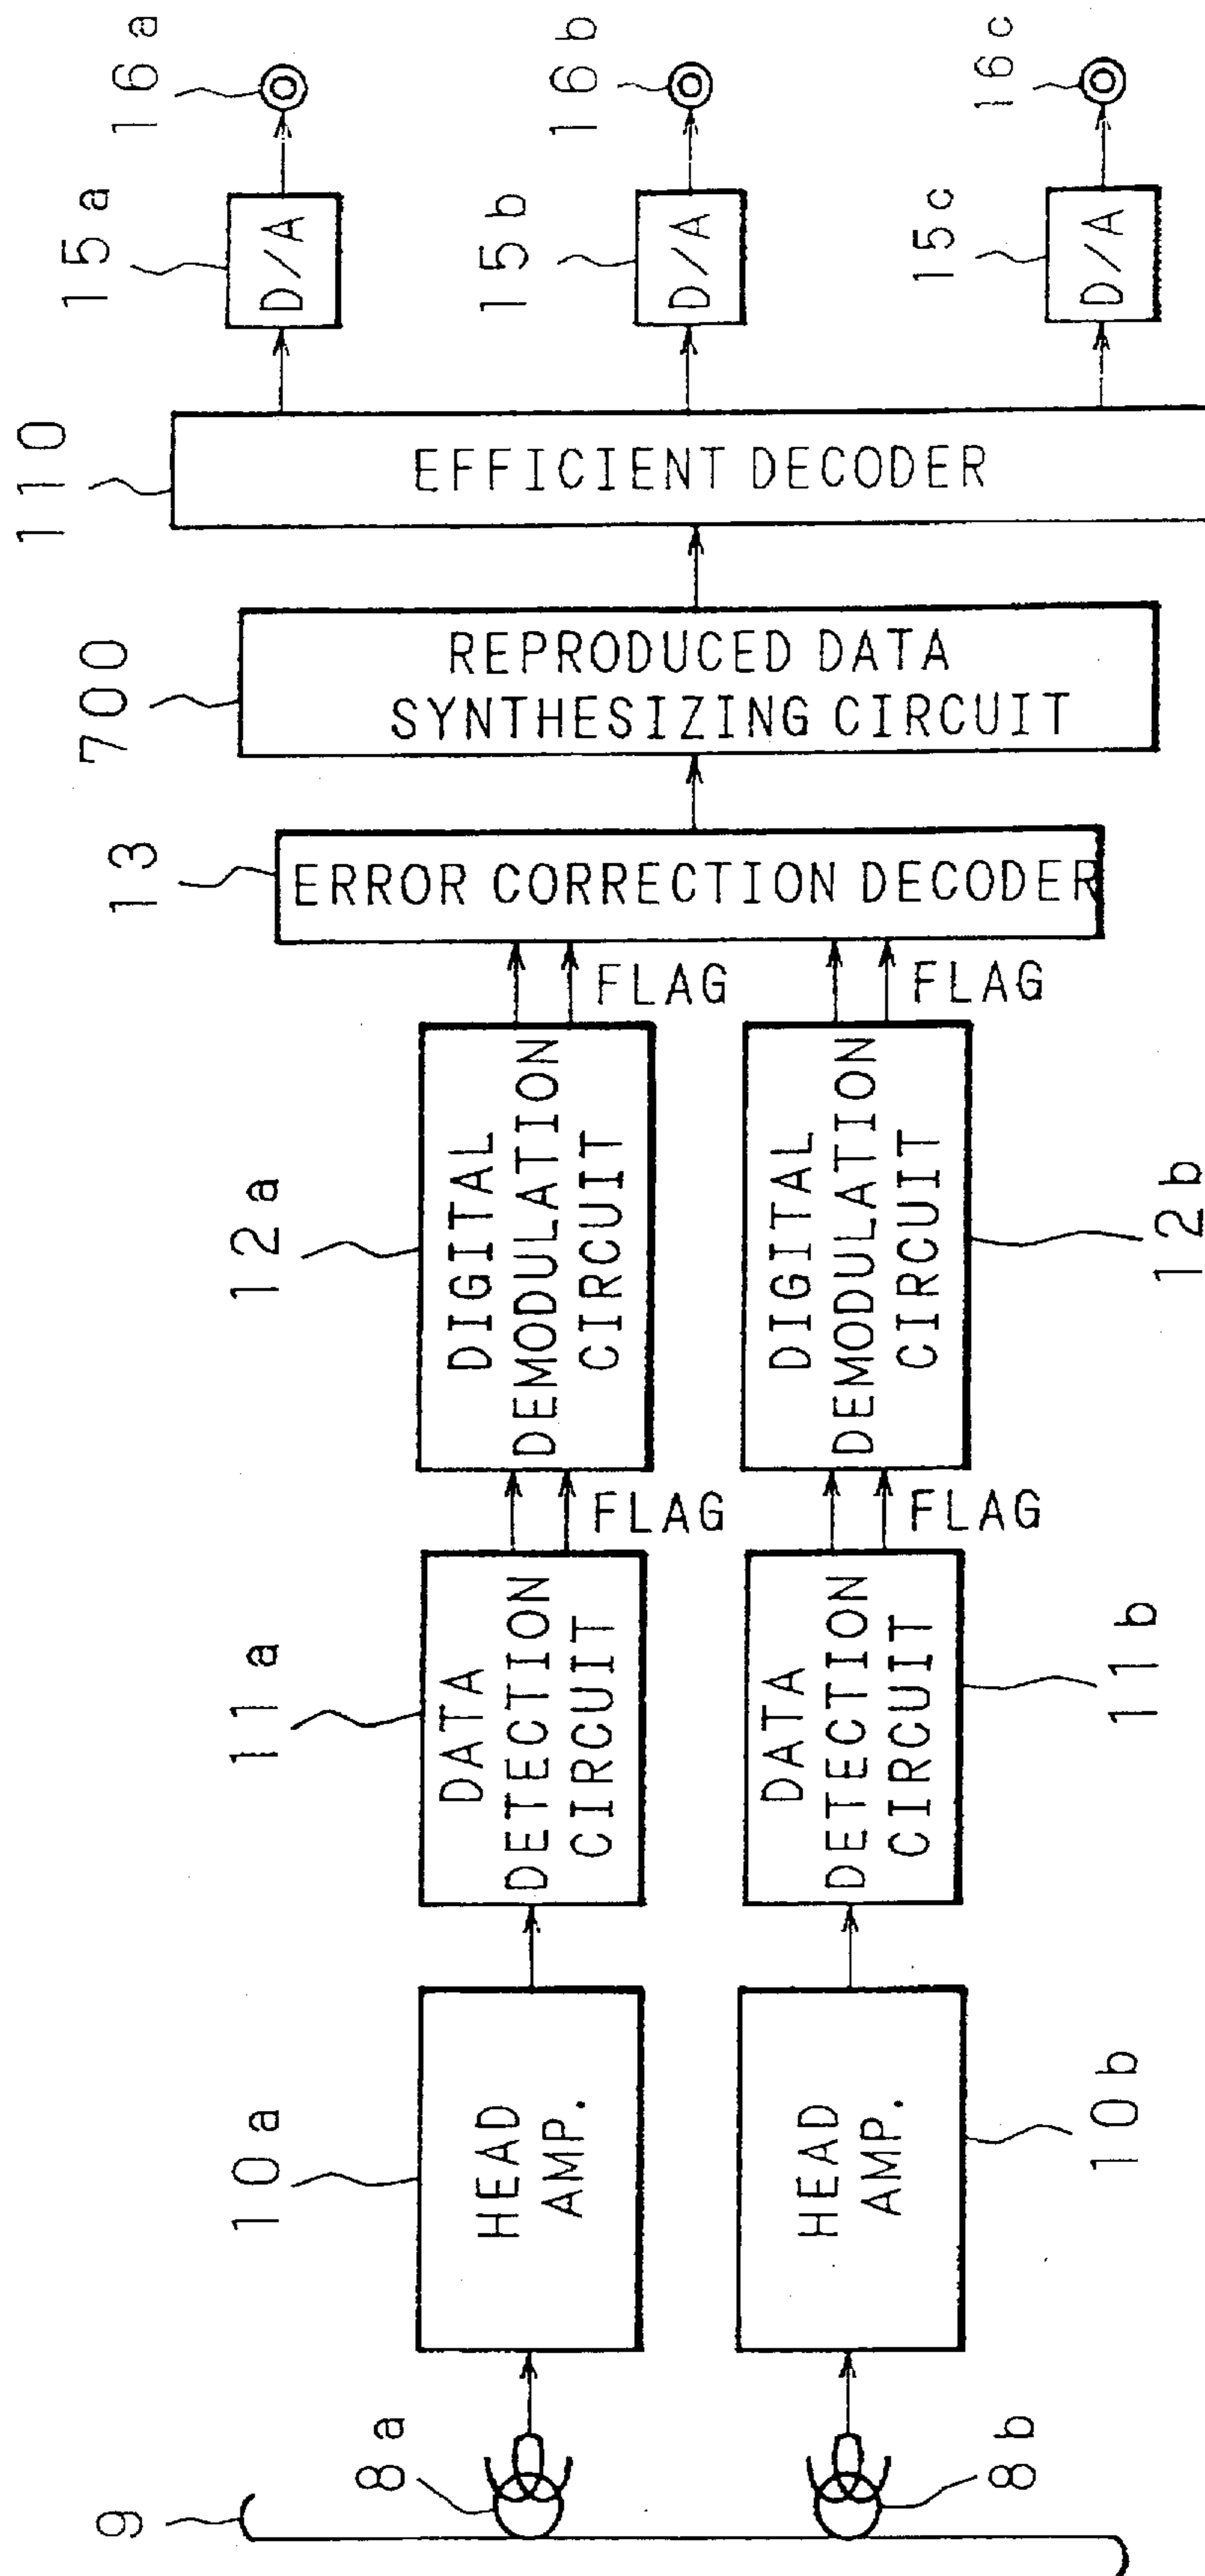 9
8a
8b
10a
HEAD
AMP.
HEAD
AMP.
10b
11a
DATA
DETECTION
CIRCUIT
DATA
DETECTION
CIRCUIT
11b
FLAG
FLAG
12a
DIGITAL
DEMODULATION
CIRCUIT
DIGITAL
DEMODULATION
CIRCUIT
12b
FLAG
FLAG
13
ERROR CORRECTION DECODER
700
REPRODUCED DATA
SYNTHESIZING CIRCUIT
110
EFFICIENT DECODER
15a
D/A
15b
D/A
15c
D/A
16a
16b
16c